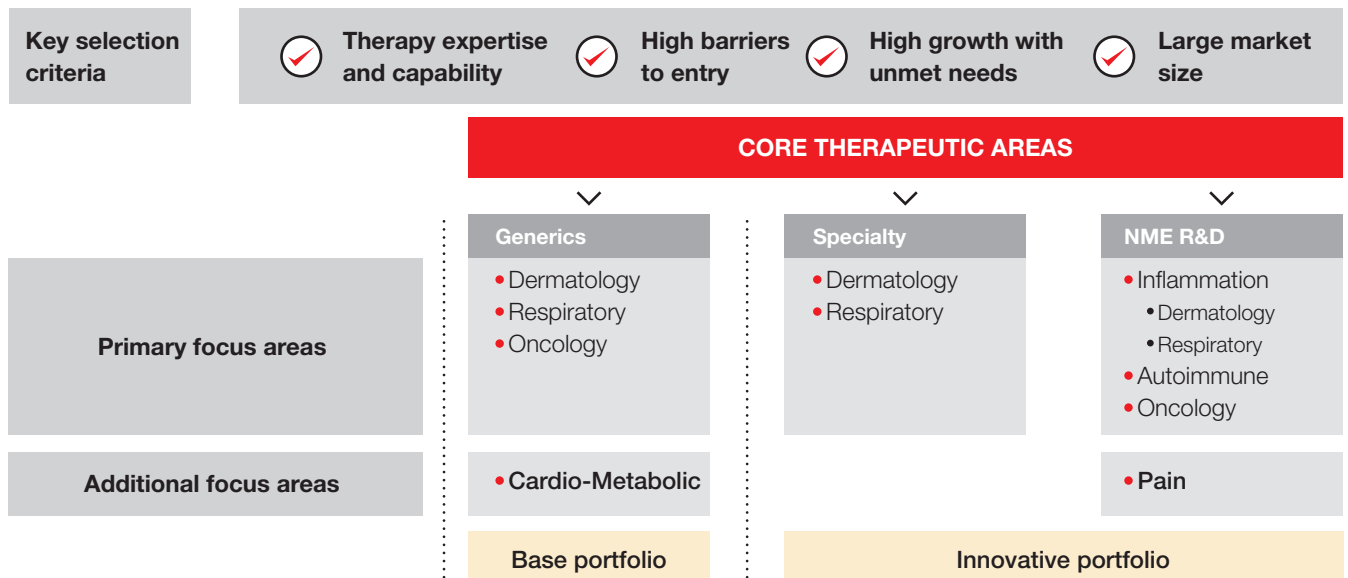 Key selection
criteria
Therapy expertise
and capability
High barriers
to entry
High growth with
unmet needs
Large market
size
CORE THERAPEUTIC AREAS
Generics
Specialty
NME R&D
Primary focus areas
• Dermatology
• Respiratory
• Oncology
• Dermatology
• Respiratory
• Inflammation
• Dermatology
• Respiratory
• Autoimmune
• Oncology
Additional focus areas
• Cardio-Metabolic
• Pain
Base portfolio
Innovative portfolio